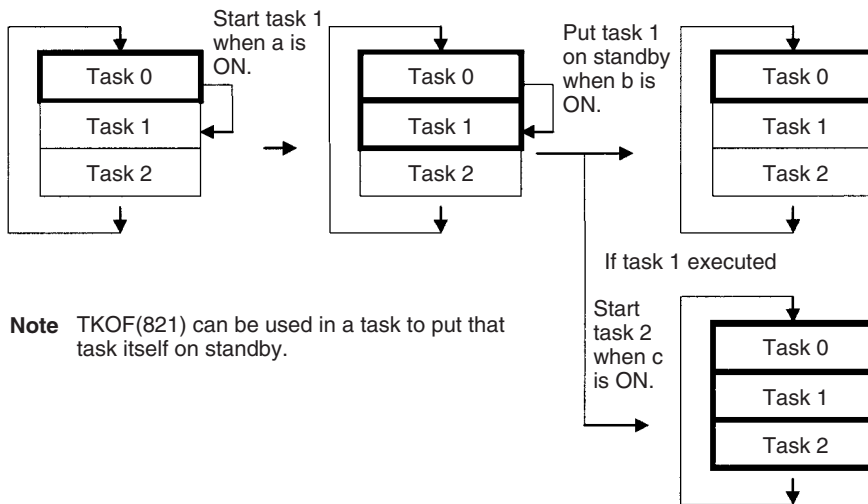 Start task 1
when a is
ON.
Task 0
Task 1
Task 2
Task 0
Task 1
Task 2
Put task 1
on standby
when b is
ON.
Task 0
Task 1
Task 2
If task 1 executed
Note TKOF(821) can be used in a task to put that
task itself on standby.
Start
task 2
when c
is ON.
Task 0
Task 1
Task 2